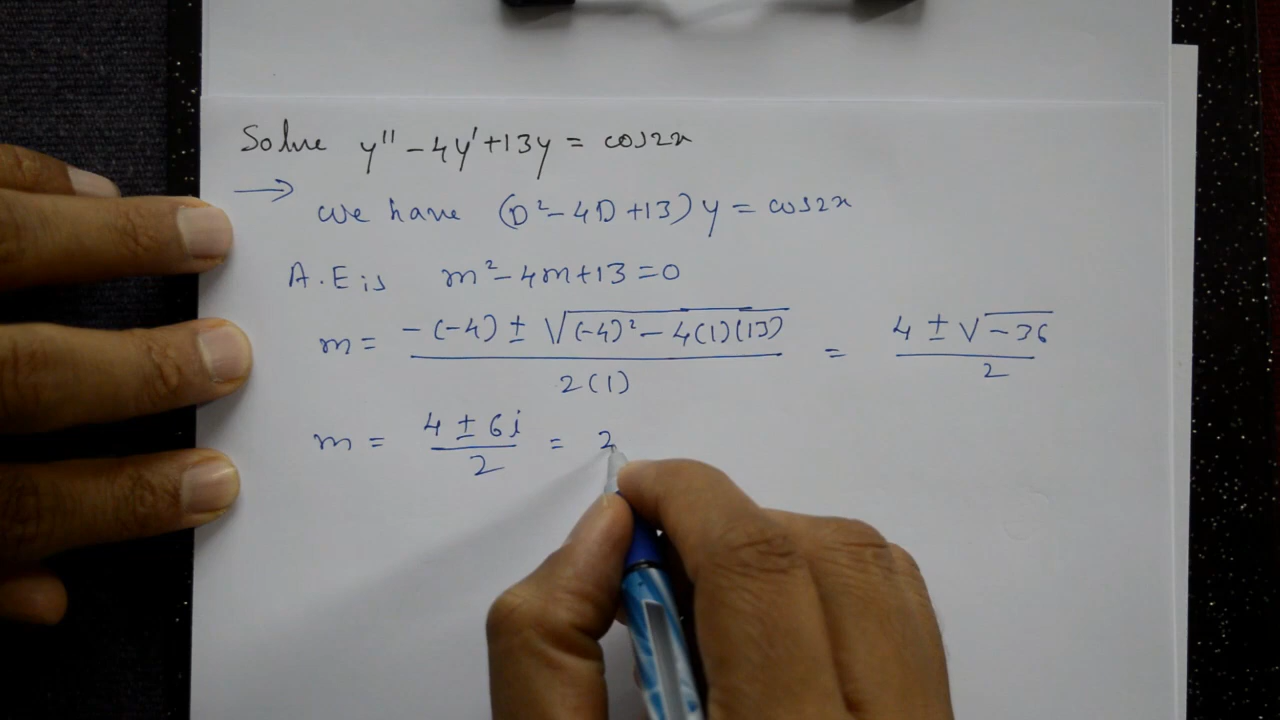 Solve y'' - 4y' + 13y = cos2x
→ we have (D² - 4D + 13) y = cos2x
A.E is m² - 4m + 13 = 0
m = -(-4) ± √(-4)² - 4(1)(13) / 2(1) = 4 ± √-36 / 2
m = 4 ± 6i / 2 = 2